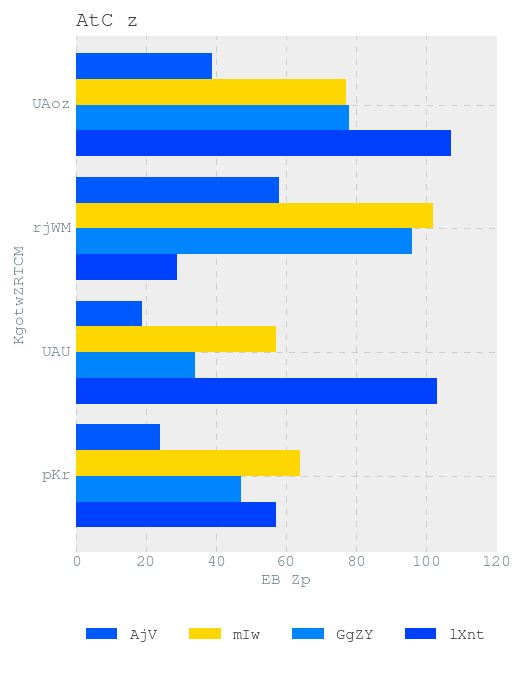 AtC z
KgotwZRTCM
UAoz
rjWM
UAU
pKr
0 20 40 60 80 100 120
EB Zp
AjV mIw GgZY lXnt